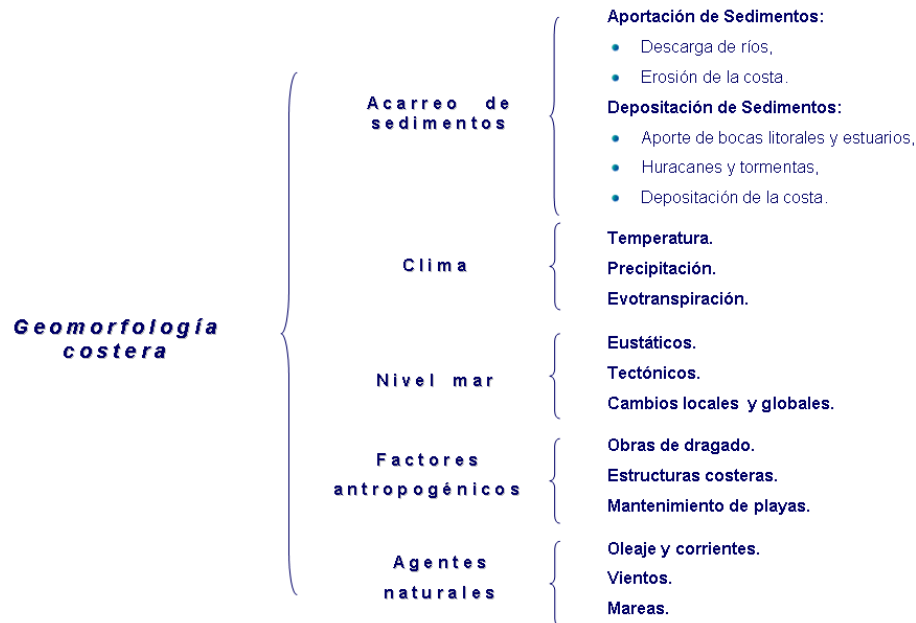 Geomorfología
costera
Acarreo de
sedimentos
Aportación de Sedimentos:
Descarga de ríos,
Erosión de la costa.
Depositación de Sedimentos:
Aporte de bocas litorales y estuarios,
Huracanes y tormentas,
Depositación de la costa.
Clima
Temperatura.
Precipitación.
Evotranspiración.
Nivel mar
Eustáticos.
Tectónicos.
Cambios locales y globales.
Factores
antropogénicos
Obras de dragado.
Estructuras costeras.
Mantenimiento de playas.
Agentes
naturales
Oleaje y corrientes.
Vientos.
Mareas.